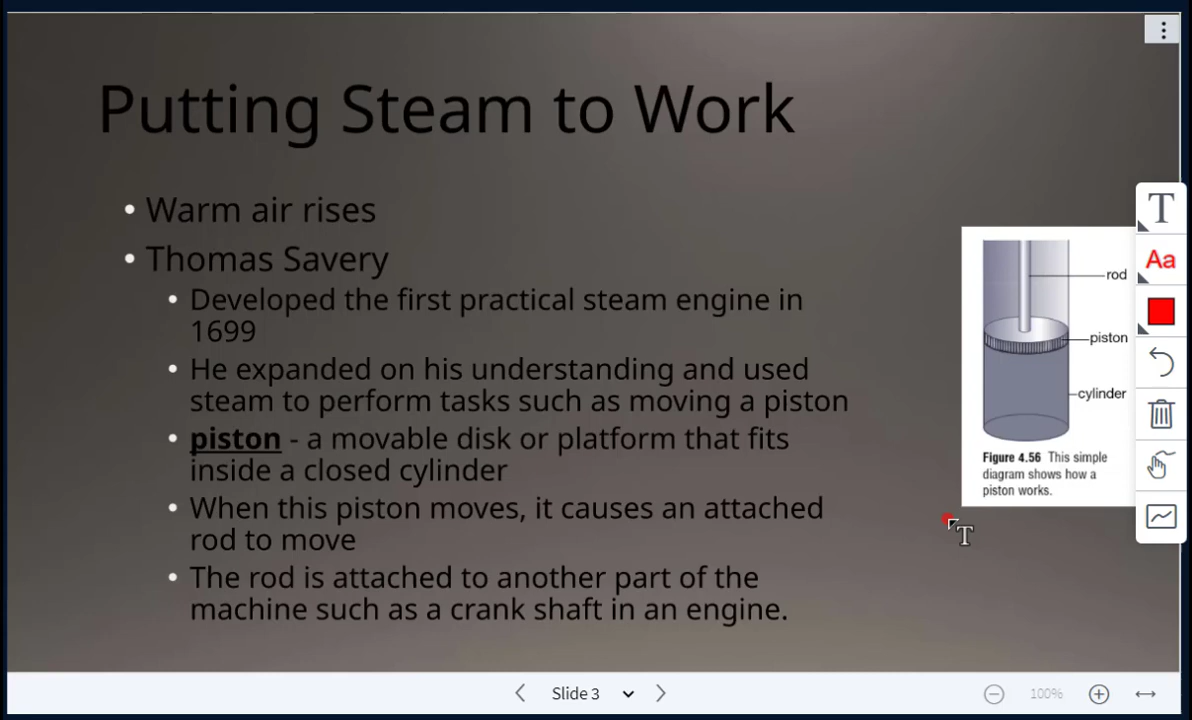 Putting Steam to Work
• Warm air rises
• Thomas Savery
• Developed the first practical steam engine in
1699
• He expanded on his understanding and used
steam to perform tasks such as moving a piston
• piston - a movable disk or platform that fits
inside a closed cylinder
• When this piston moves, it causes an attached
rod to move
• The rod is attached to another part of the
machine such as a crank shaft in an engine.
rod
piston
cylinder
Figure 4.56 This simple
diagram shows how a
piston works.
T
Aa
T
Slide 3
100%